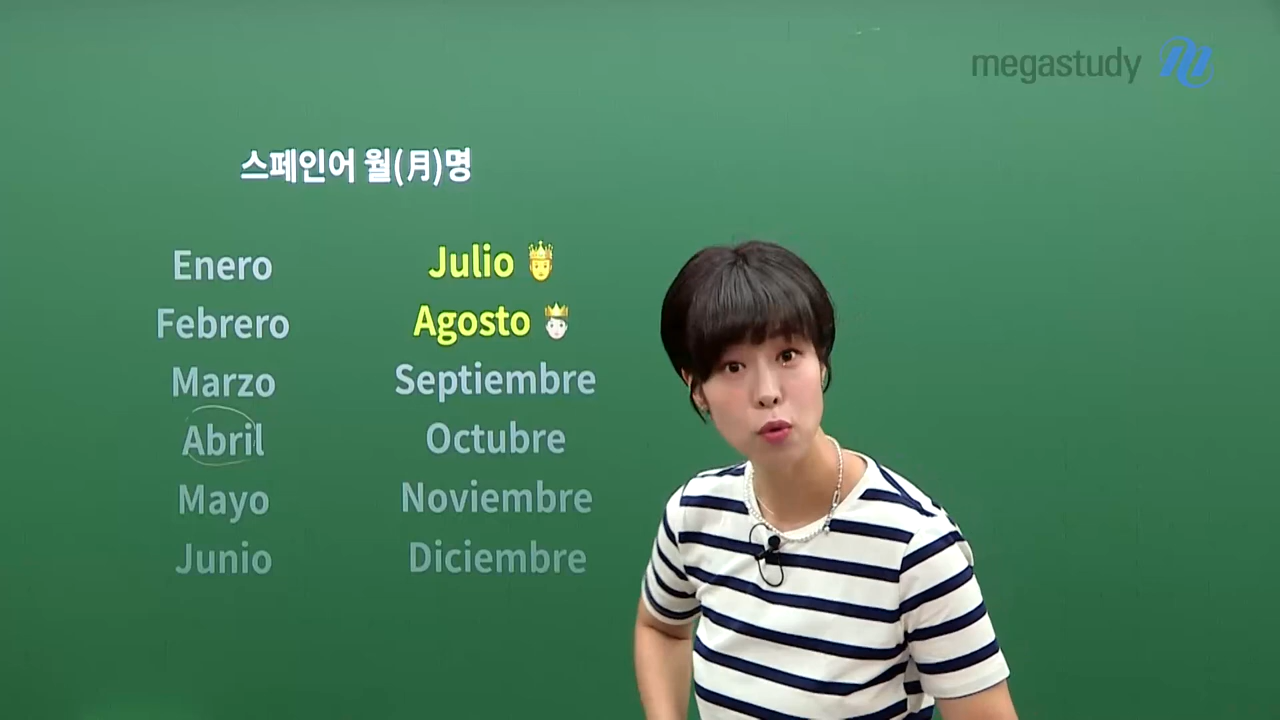 megastudy
스페인어 월(月)명
Enero
Febrero
Marzo
Abril
Mayo
Junio
Julio
Agosto
Septiembre
Octubre
Noviembre
Diciembre